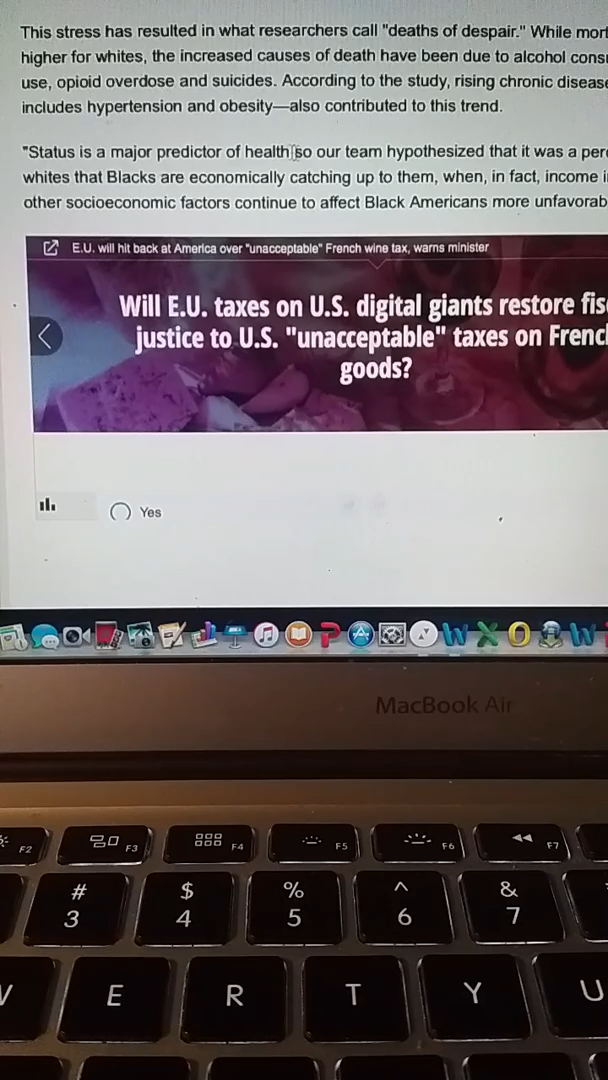 This stress has resulted in what researchers call "deaths of despair." While mort
higher for whites, the increased causes of death have been due to alcohol cons
use, opioid overdose and suicides. According to the study, rising chronic disease
includes hypertension and obesity—also contributed to this trend.
"Status is a major predictor of health so our team hypothesized that it was a per
whites that Blacks are economically catching up to them, when, in fact, income i
other socioeconomic factors continue to affect Black Americans more unfavorab
E.U. will hit back at America over "unacceptable" French wine tax, warns minister
Will E.U. taxes on U.S. digital giants restore fis
justice to U.S. "unacceptable" taxes on Frenc
goods?
Yes
MacBook Air
F2 F3 F4 F5 F6 F7
# $ % ^ &
3 4 5 6 7
E R T Y U